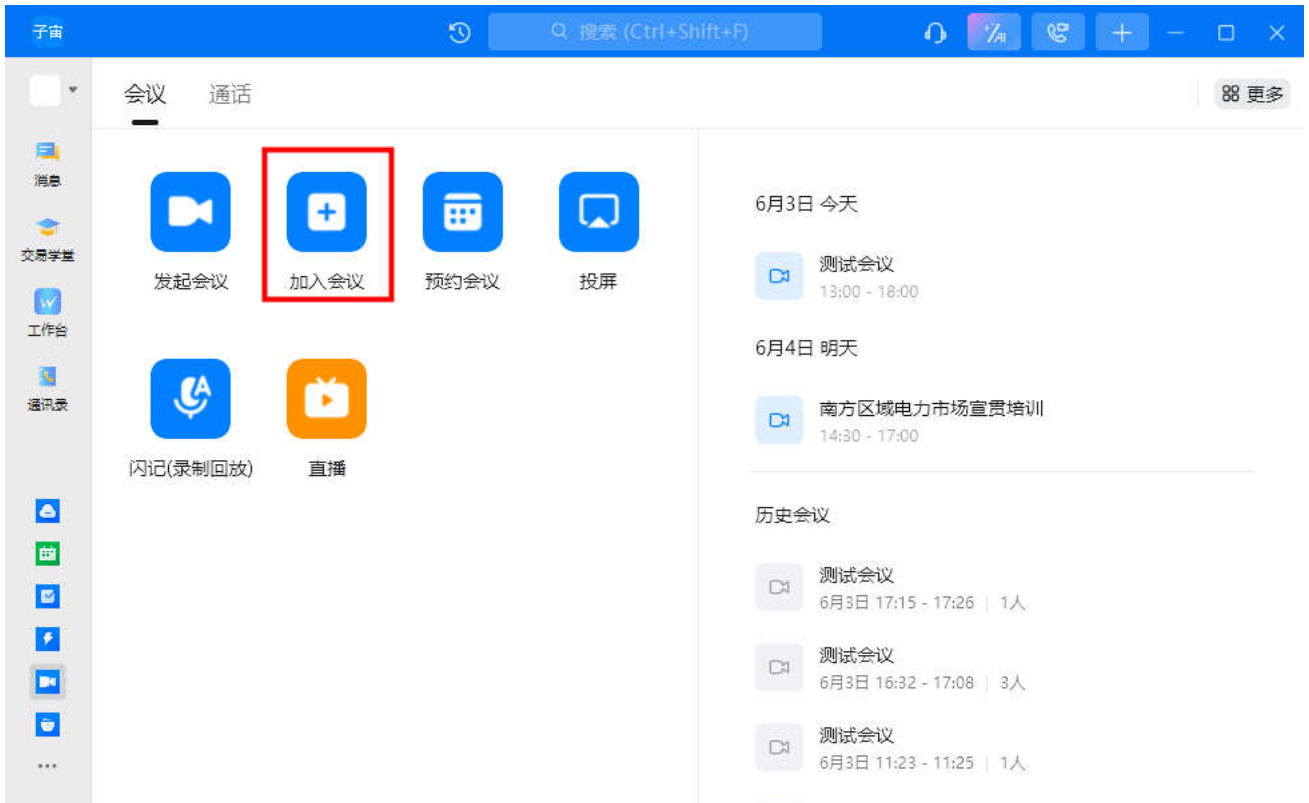 子宙
搜索 (Ctrl+Shift+F)
会议
通话
更多
消息
交易学堂
工作台
通讯录
发起会议
加入会议
预约会议
投屏
闪记(录制回放)
直播
6月3日 今天
测试会议
13:00 - 18:00
6月4日 明天
南方区域电力市场宣贯培训
14:30 - 17:00
历史会议
测试会议
6月3日 17:15 - 17:26 | 1人
测试会议
6月3日 16:32 - 17:08 | 3人
测试会议
6月3日 11:23 - 11:25 | 1人